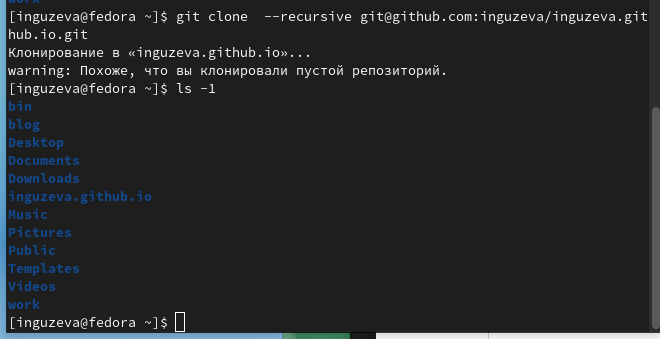 [inguzeva@fedora ~]$ git clone  --recursive git@github.com:inguzeva/inguzeva.git
hub.io.git
Клонирование в «inguzeva.github.io»...
warning: Похоже, что вы клонировали пустой репозиторий.
[inguzeva@fedora ~]$ ls -l
bin
blog
Desktop
Documents
Downloads
inguzeva.github.io
Music
Pictures
Public
Templates
Videos
work
[inguzeva@fedora ~]$